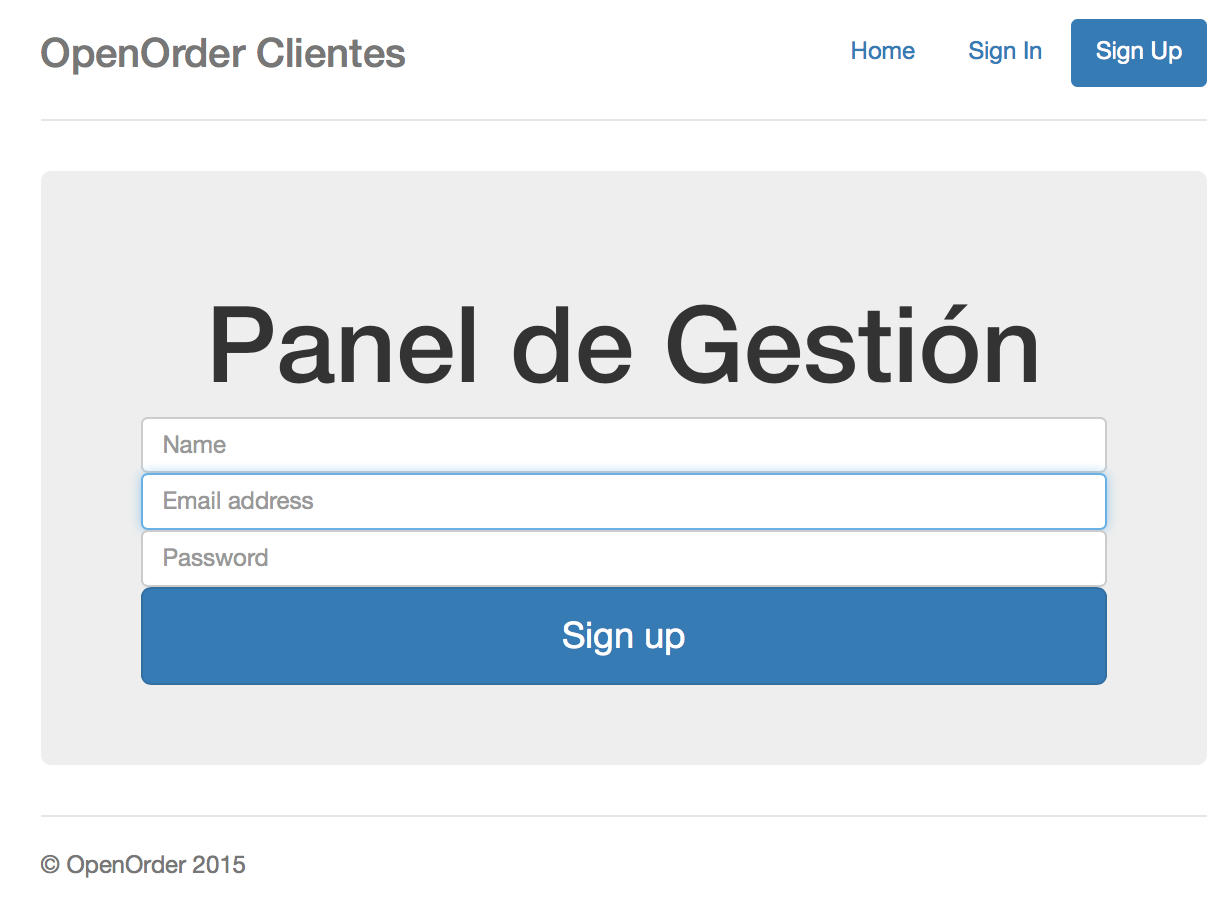 OpenOrder Clientes
Home Sign In Sign Up
Panel de Gestión
Name
Email address
Password
Sign up
© OpenOrder 2015